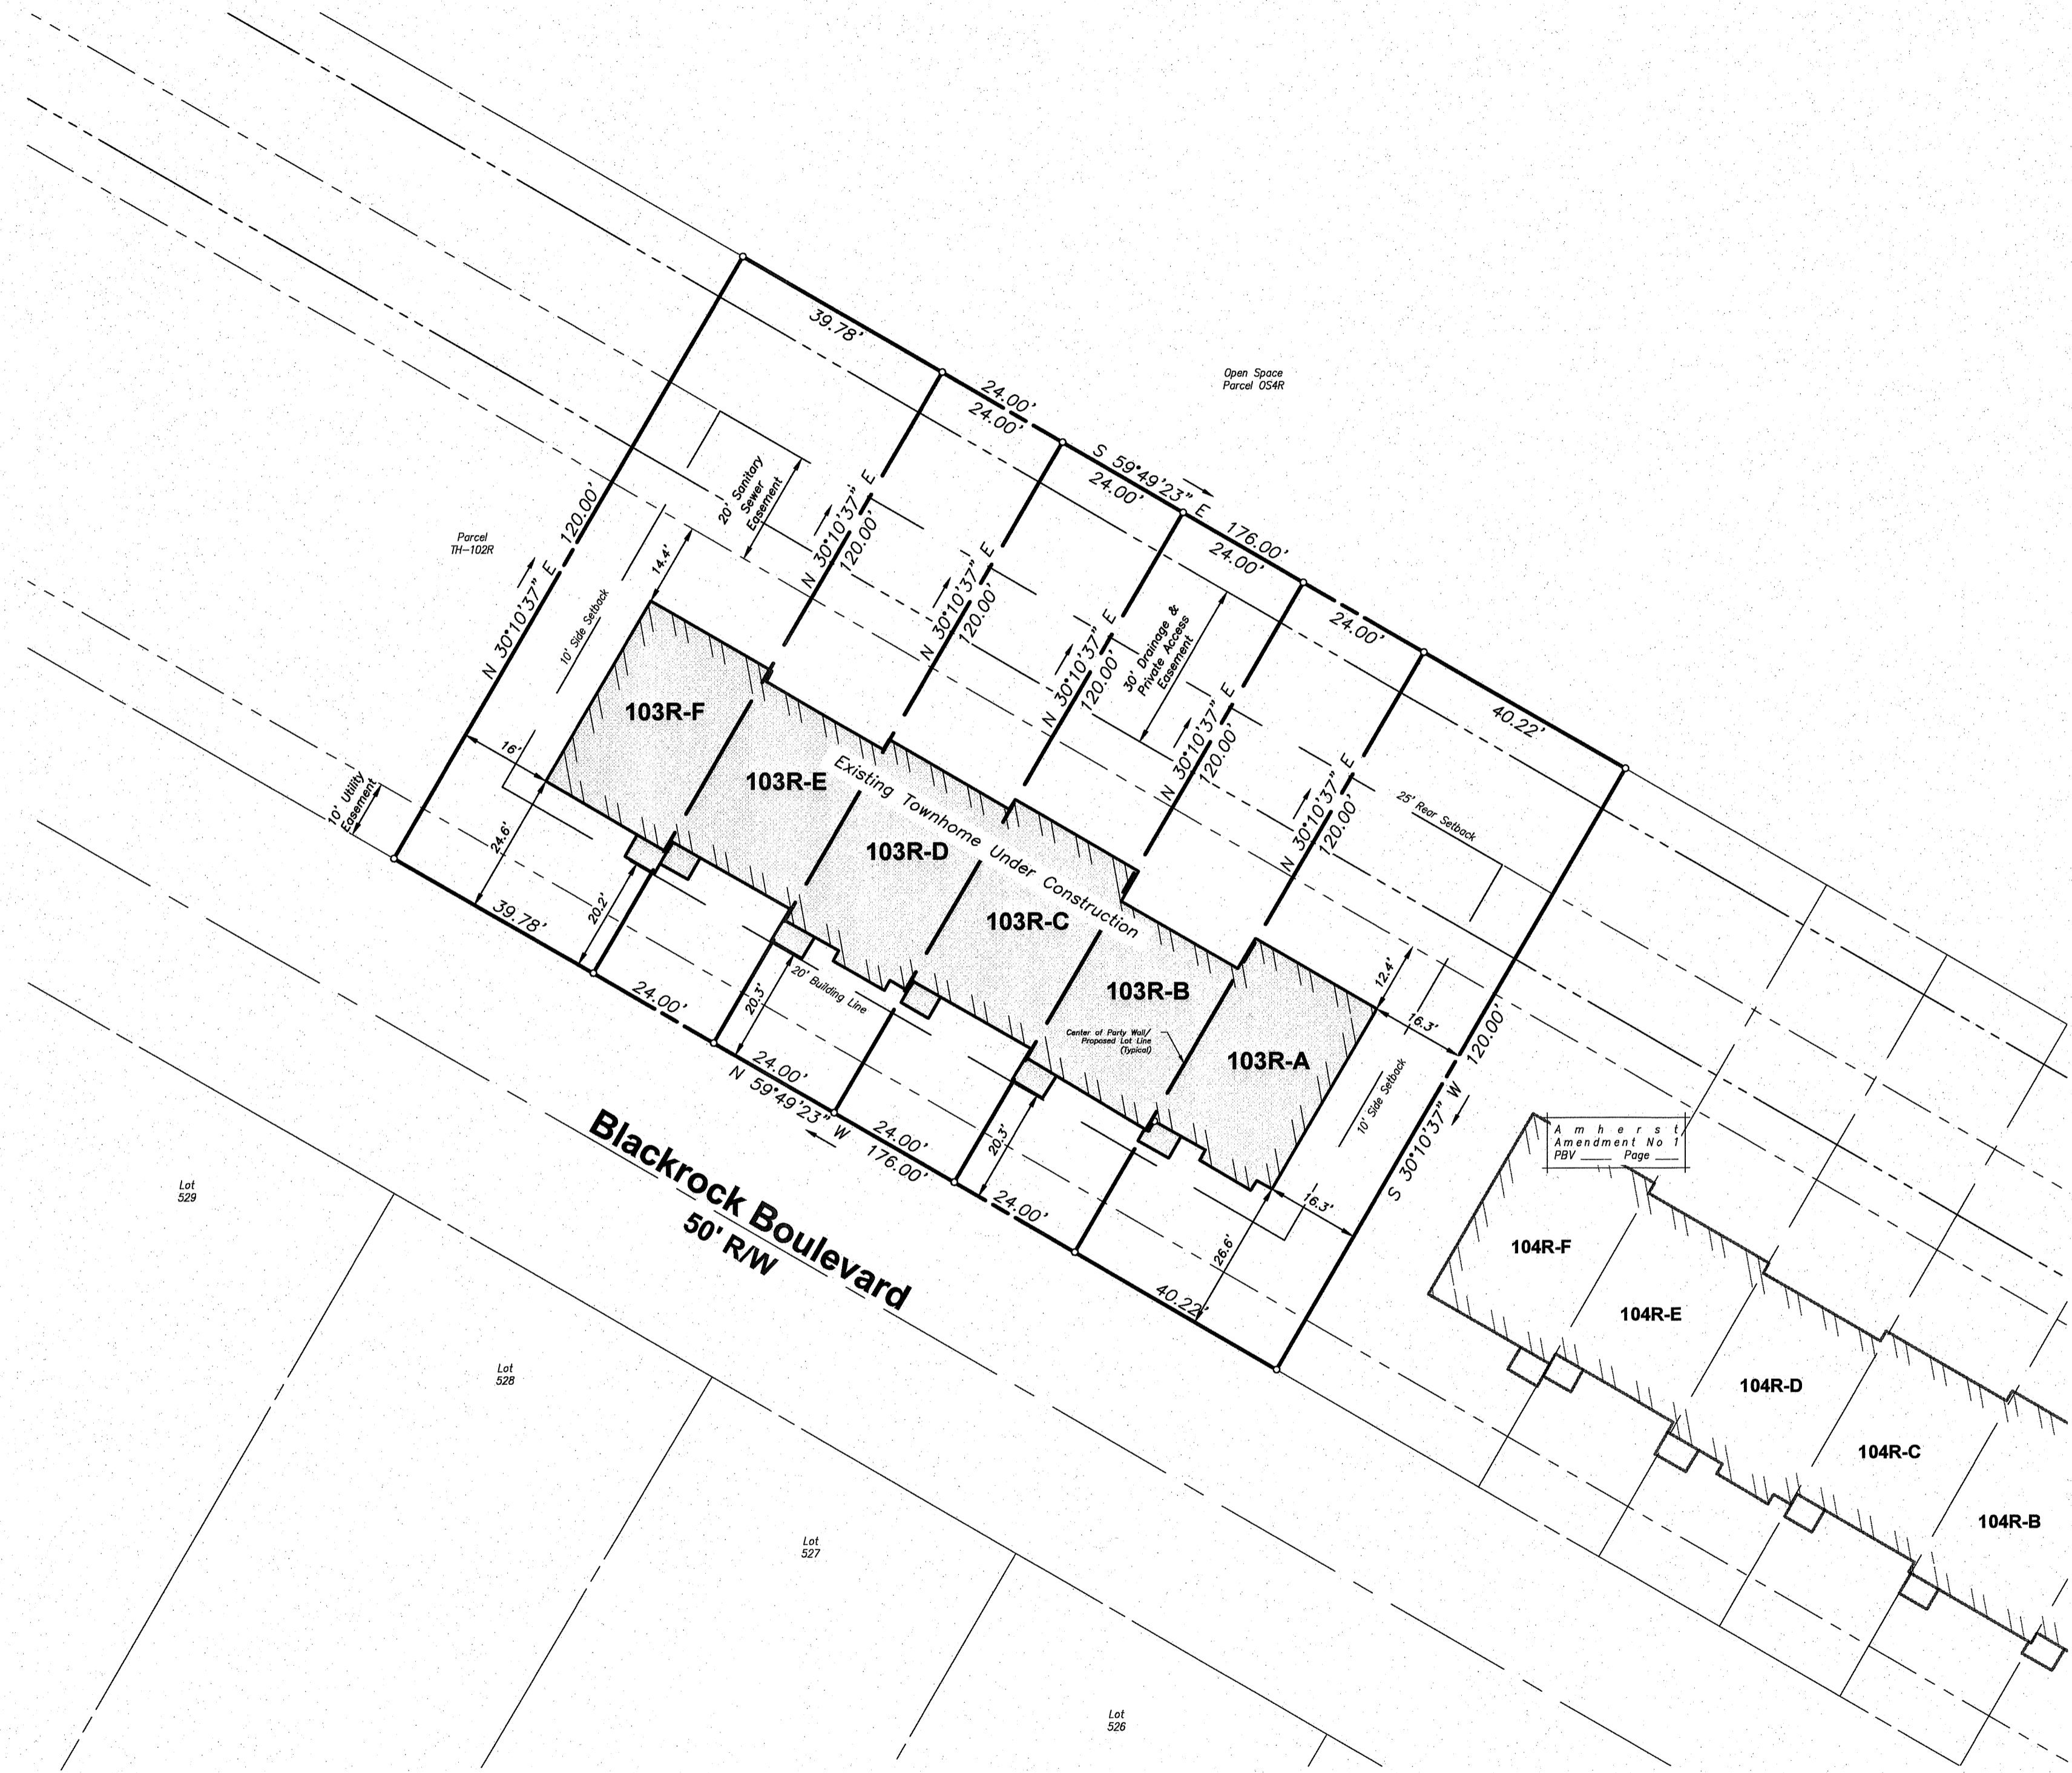 39.78'
24.00'
24.00'
Open Space
Parcel OS4R
S 59°49'23" E
176.00'
24.00'
24.00'
24.00'
40.22'
Parcel
TH-102R
N 30°10'37" E
120.00'
10' Side Setback
14.4'
20' Sanitary
Sewer
Easement
N 30°10'37" E
120.00'
N 30°10'37" E
120.00'
N 30°10'37" E
120.00'
30' Drainage &
Private Access
Easement
N 30°10'37" E
120.00'
N 30°10'37" E
120.00'
25' Rear Setback
103R-F
103R-E
103R-D
103R-C
103R-B
103R-A
Existing Townhome Under Construction
16'
10' Utility
Easement
24.6'
20.2'
20.3'
20' Building Line
20.3'
Center of Party Wall/
Proposed Lot Line
(Typical)
12.4'
16.3'
10' Side Setback
16.3'
26.6'
S 30°10'37" W
120.00'
39.78'
24.00'
24.00'
N 59°49'23" W
176.00'
24.00'
24.00'
40.22'
Blackrock Boulevard
50' R/W
Amherst
Amendment No 1
PBV ____ Page ____
104R-F
104R-E
104R-D
104R-C
104R-B
Lot
529
Lot
528
Lot
527
Lot
526